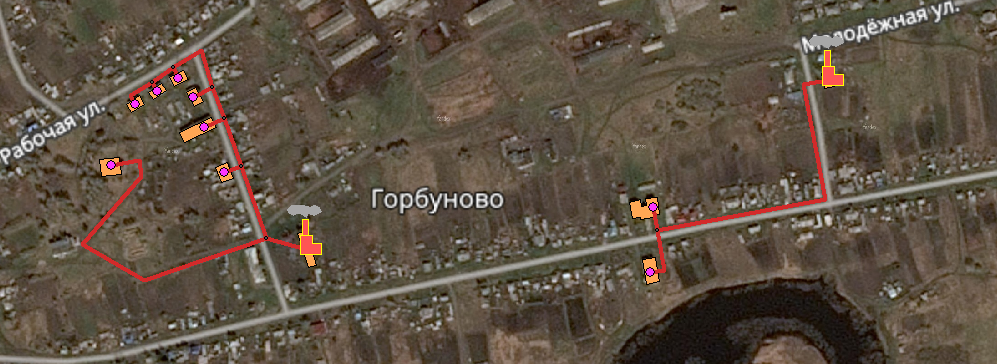 Молодёжная ул.
Рабочая ул.
Горбуново